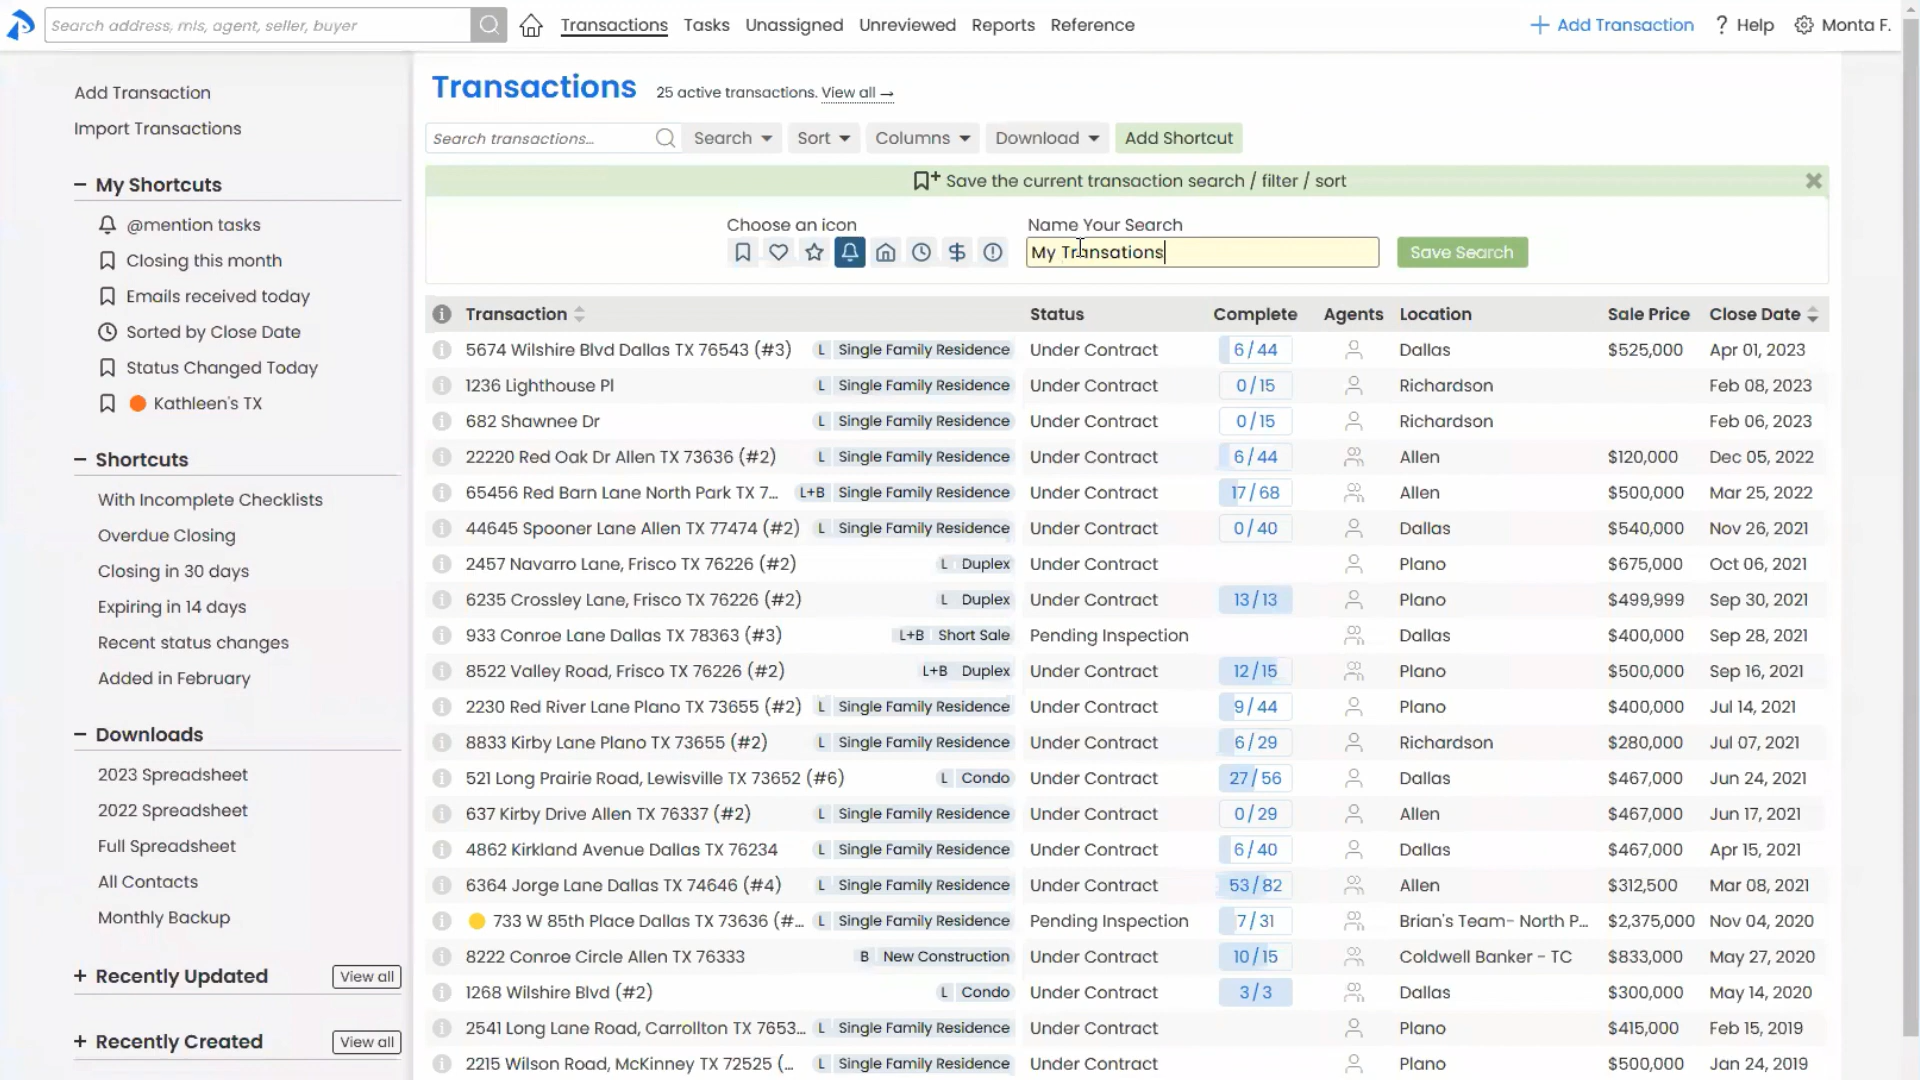 Search address, mls, agent, seller, buyer
Transactions Tasks Unassigned Unreviewed Reports Reference
+ Add Transaction ? Help Monta F.
Add Transaction
Import Transactions
− My Shortcuts
@mention tasks
Closing this month
Emails received today
Sorted by Close Date
Status Changed Today
Kathleen's TX
− Shortcuts
With Incomplete Checklists
Overdue Closing
Closing in 30 days
Expiring in 14 days
Recent status changes
Added in February
− Downloads
2023 Spreadsheet
2022 Spreadsheet
Full Spreadsheet
All Contacts
Monthly Backup
+ Recently Updated View all
+ Recently Created View all
Transactions 25 active transactions. View all →
Search transactions... Search Sort Columns Download Add Shortcut
Save the current transaction search / filter / sort
Choose an icon Name Your Search
My Transations Save Search
Transaction Status Complete Agents Location Sale Price Close Date
5674 Wilshire Blvd Dallas TX 76543 (#3) L Single Family Residence Under Contract 6/44 Dallas $525,000 Apr 01, 2023
1236 Lighthouse Pl L Single Family Residence Under Contract 0/15 Richardson Feb 08, 2023
682 Shawnee Dr L Single Family Residence Under Contract 0/15 Richardson Feb 06, 2023
22220 Red Oak Dr Allen TX 73636 (#2) L Single Family Residence Under Contract 6/44 Allen $120,000 Dec 05, 2022
65456 Red Barn Lane North Park TX 7... L+B Single Family Residence Under Contract 17/68 Allen $500,000 Mar 25, 2022
44645 Spooner Lane Allen TX 77474 (#2) L Single Family Residence Under Contract 0/40 Dallas $540,000 Nov 26, 2021
2457 Navarro Lane, Frisco TX 76226 (#2) L Duplex Under Contract Plano $675,000 Oct 06, 2021
6235 Crossley Lane, Frisco TX 76226 (#2) L Duplex Under Contract 13/13 Plano $499,999 Sep 30, 2021
933 Conroe Lane Dallas TX 78363 (#3) L+B Short Sale Pending Inspection Dallas $400,000 Sep 28, 2021
8522 Valley Road, Frisco TX 76226 (#2) L+B Duplex Under Contract 12/15 Plano $500,000 Sep 16, 2021
2230 Red River Lane Plano TX 73655 (#2) L Single Family Residence Under Contract 9/44 Plano $400,000 Jul 14, 2021
8833 Kirby Lane Plano TX 73655 (#2) L Single Family Residence Under Contract 6/29 Richardson $280,000 Jul 07, 2021
521 Long Prairie Road, Lewisville TX 73652 (#6) L Condo Under Contract 27/56 Dallas $467,000 Jun 24, 2021
637 Kirby Drive Allen TX 76337 (#2) L Single Family Residence Under Contract 0/29 Allen $467,000 Jun 17, 2021
4862 Kirkland Avenue Dallas TX 76234 L Single Family Residence Under Contract 6/40 Dallas $467,000 Apr 15, 2021
6364 Jorge Lane Dallas TX 74646 (#4) L Single Family Residence Under Contract 53/82 Allen $312,500 Mar 08, 2021
733 W 85th Place Dallas TX 73636 (#... L Single Family Residence Pending Inspection 7/31 Brian's Team- North P... $2,375,000 Nov 04, 2020
8222 Conroe Circle Allen TX 76333 B New Construction Under Contract 10/15 Coldwell Banker - TC $833,000 May 27, 2020
1268 Wilshire Blvd (#2) L Condo Under Contract 3/3 Dallas $300,000 May 14, 2020
2541 Long Lane Road, Carrollton TX 7653... L Single Family Residence Under Contract Plano $415,000 Feb 15, 2019
2215 Wilson Road, McKinney TX 72525 (... L Single Family Residence Under Contract Plano $500,000 Jan 24, 2019